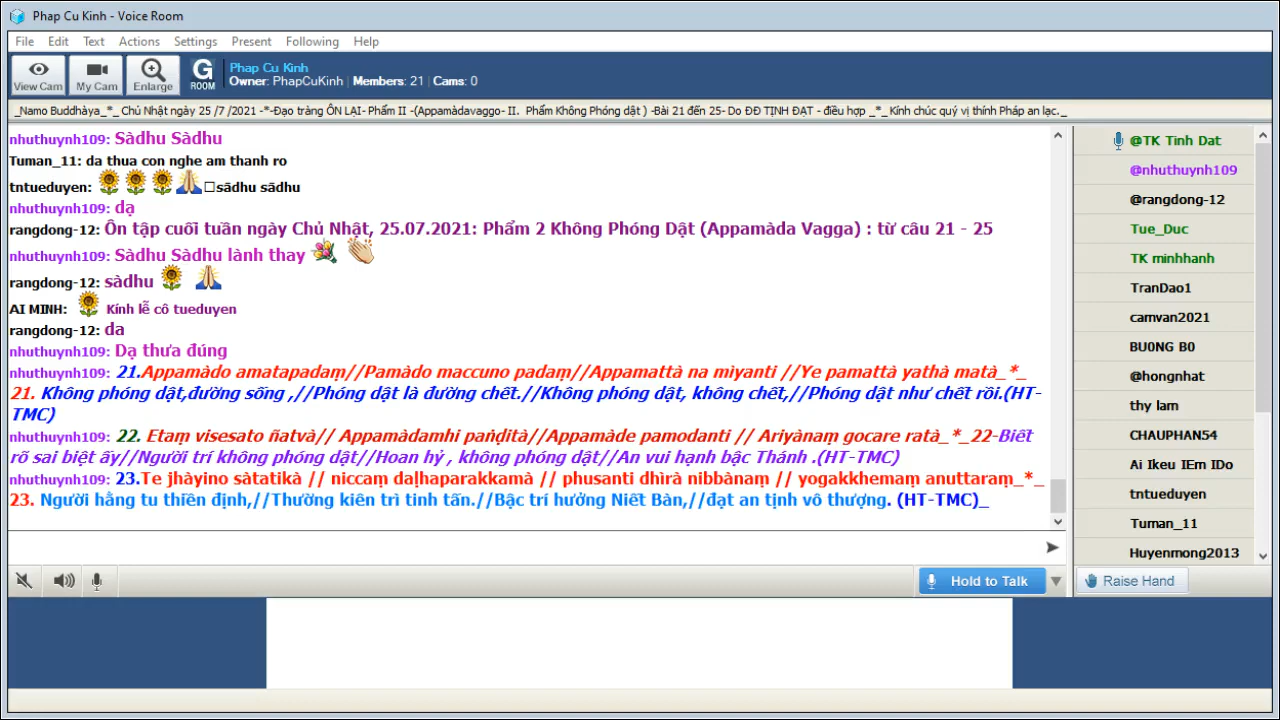 Phap Cu Kinh - Voice Room
File Edit Text Actions Settings Present Following Help
View Cam My Cam Enlarge G ROOM
Phap Cu Kinh
Owner: PhapCuKinh | Members: 21 | Cams: 0
_Namo Buddhàya_*_ Chủ Nhật ngày 25 /7 /2021 -*-Đạo tràng ÔN LẠI- Phẩm II -(Appamàdavaggo- II. Phẩm Không Phóng dật ) -Bài 21 đến 25- Do ĐĐ TỊNH ĐẠT - điều hợp _*_ Kính chúc quý vị thính Pháp an lạc._
nhuthuynh109: Sàdhu Sàdhu
Tuman_11: da thua con nghe am thanh ro
tntueduyen: 🌻🌻🌻🙏□sādhu sādhu
nhuthuynh109: dạ
rangdong-12: Ôn tập cuối tuần ngày Chủ Nhật, 25.07.2021: Phẩm 2 Không Phóng Dật (Appamàda Vagga) : từ câu 21 - 25
nhuthuynh109: Sàdhu Sàdhu lành thay 💐 👏
rangdong-12: sàdhu 🌻 🙏
AI MINH: 🌻 Kính lễ cô tueduyen
rangdong-12: da
nhuthuynh109: Dạ thưa đúng
nhuthuynh109: 21.Appamàdo amatapadaṃ//Pamàdo maccuno padaṃ//Appamattà na mìyanti //Ye pamattà yathà matà_*_
21. Không phóng dật,đường sống ,//Phóng dật là đường chết.//Không phóng dật, không chết,//Phóng dật như chết rồi.(HT-
TMC)
nhuthuynh109: 22. Etaṃ visesato ñatvà// Appamàdamhi paṇḍità//Appamàde pamodanti // Ariyànaṃ gocare ratà_*_22-Biết
rõ sai biệt ấy//Người trí không phóng dật//Hoan hỷ , không phóng dật//An vui hạnh bậc Thánh .(HT-TMC)
nhuthuynh109: 23.Te jhàyino sàtatikà // niccaṃ daḷhaparakkamà // phusanti dhìrà nibbànaṃ // yogakkhemaṃ anuttaraṃ_*_
23. Người hằng tu thiền định,//Thường kiên trì tinh tấn.//Bậc trí hưởng Niết Bàn,//đạt an tịnh vô thượng. (HT-TMC)_
Hold to Talk
@TK Tinh Dat
@nhuthuynh109
@rangdong-12
Tue_Duc
TK minhhanh
TranDao1
camvan2021
BU0NG B0
@hongnhat
thy lam
CHAUPHAN54
Ai Ikeu IEm IDo
tntueduyen
Tuman_11
Huyenmong2013
Raise Hand